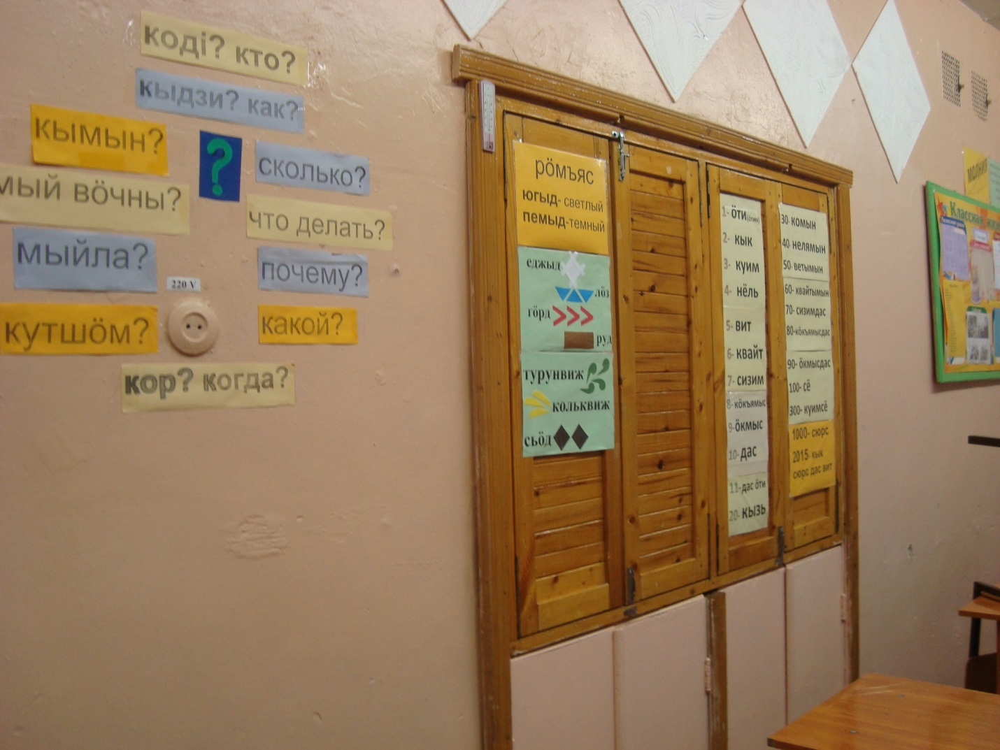 кодi? кто?
кыдзи? как?
кымын?
?
сколько?
мый вӧчны?
что делать?
мыйла?
почему?
220 V
кутшӧм?
какой?
кор? когда?
рӧмъяс
югыд- светлый
пемыд-темный
еджыд
лӧз
гӧрд
руд
турунвиж
кольквиж
сьӧд
1- ӧти(ӧтик)
2- кык
3- куим
4- нёль
5- вит
6- квайт
7- сизим
8-кӧкъямыс
9-ӧкмыс
10-дас
11-дас ӧти
20- кызь
30- комын
40- нелямын
50- ветымын
60- квайтымын
70- сизимдас
80-кӧкъямысдас
90- ӧкмысдас
100- сё
300- куимсё
1000- сюрс
2015- кык
сюрс дас вит
МОЛНИЯ
Классная жизнь